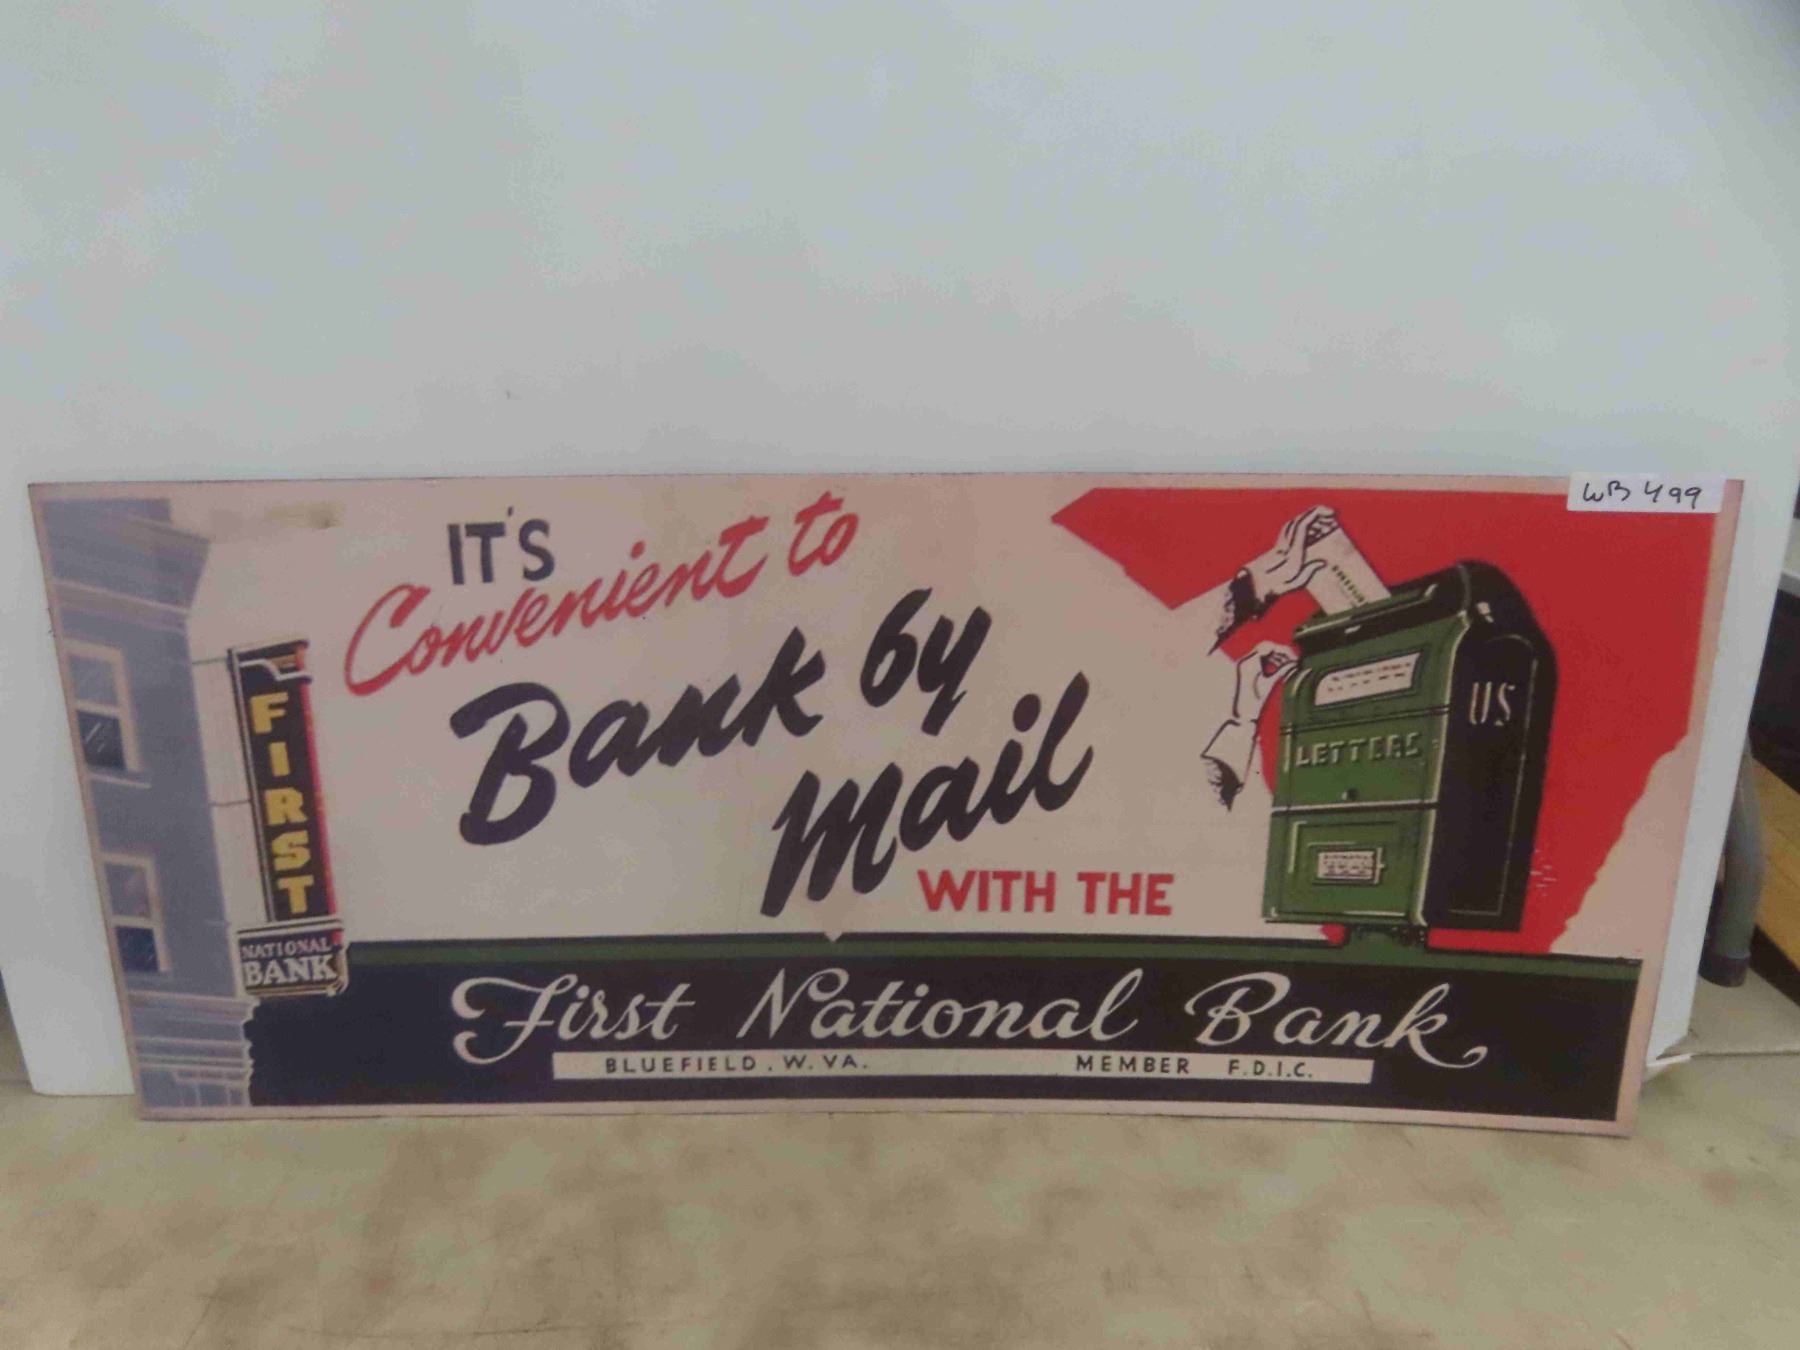 WB 499
IT'S
Convenient to
Bank by
Mail
WITH THE
FIRST
NATIONAL
BANK
US
LETTERS
First National Bank
BLUEFIELD, W. VA. MEMBER F.D.I.C.